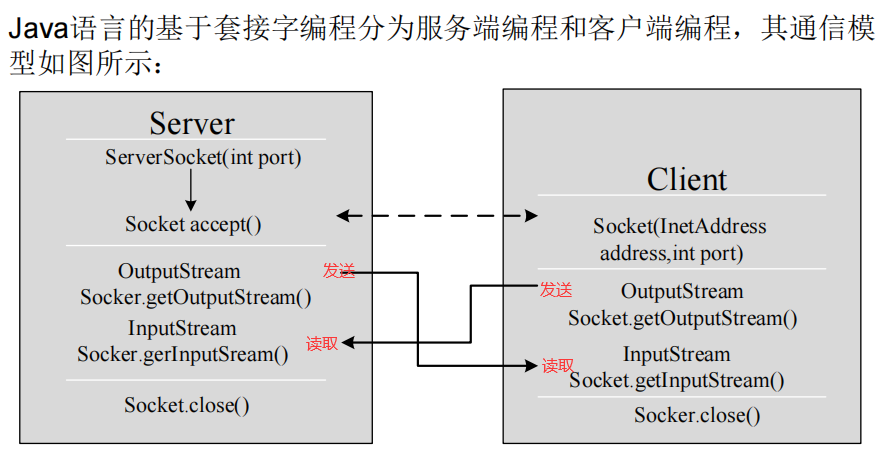 Java语言的基于套接字编程分为服务端编程和客户端编程，其通信模
型如图所示：
Server
ServerSocket(int port)
Socket accept()
OutputStream
Socker.getOutputStream()
InputStream
Socker.gerInputSream()
Socket.close()
发送
读取
Client
Socket(InetAddress
address,int port)
发送
OutputStream
Socket.getOutputStream()
读取
InputStream
Socket.getInputStream()
Socker.close()